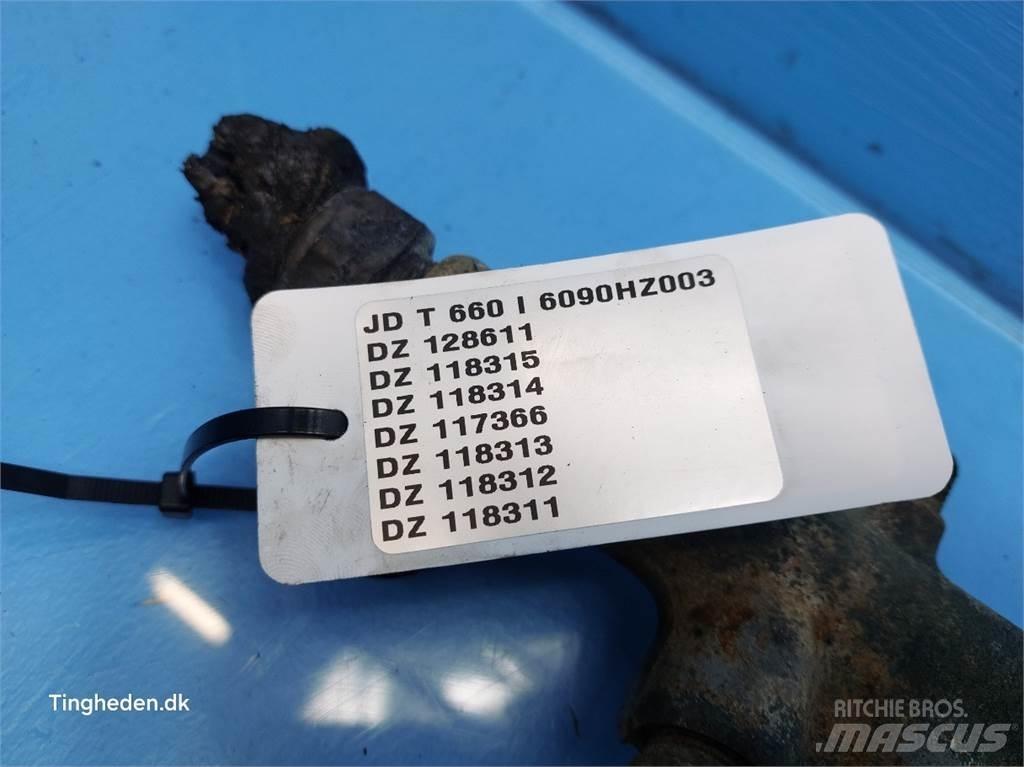 JD T 660 I 6090HZ003
DZ 128611
DZ 118315
DZ 118314
DZ 117366
DZ 118313
DZ 118312
DZ 118311
Tingheden.dk
RITCHIE BROS.
MASCUS